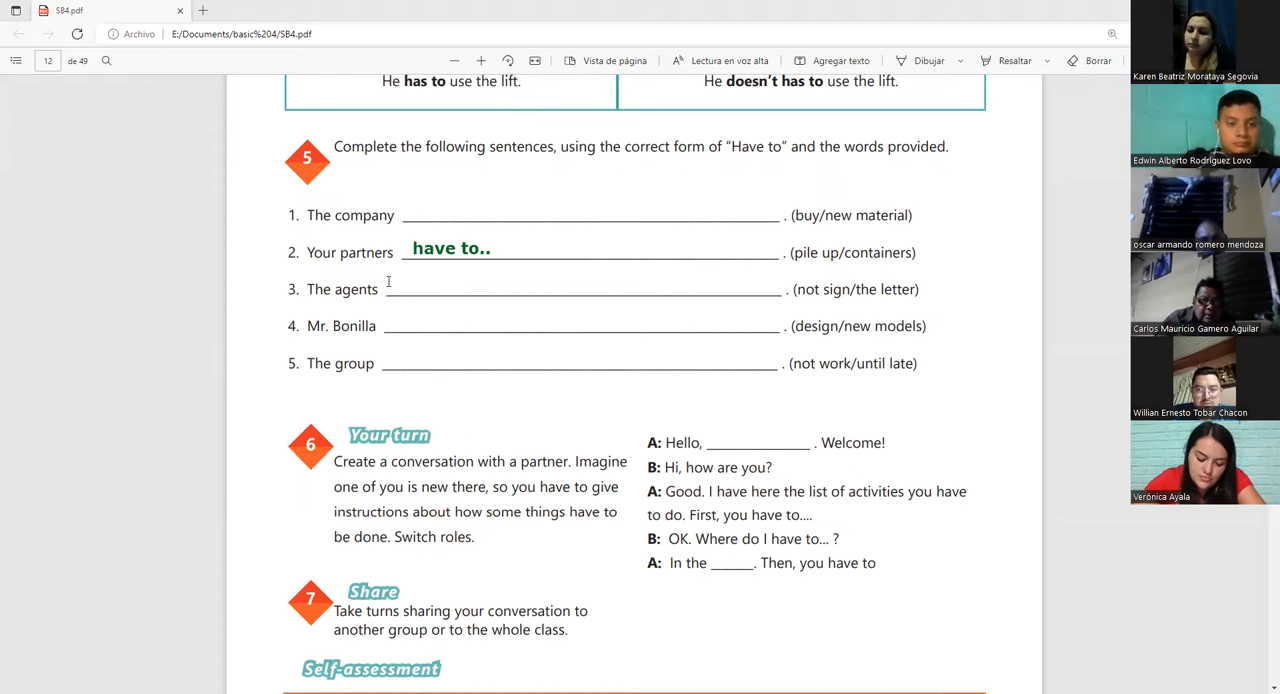 SB4.pdf
Archivo E:/Documents/basic%204/SB4.pdf
12 de 49 Vista de página Lectura en voz alta Agregar texto Dibujar Resaltar Borrar
He has to use the lift. He doesn't has to use the lift.
5 Complete the following sentences, using the correct form of "Have to" and the words provided.
1. The company ____________________ . (buy/new material)
2. Your partners have to.. ____________________ . (pile up/containers)
3. The agents ____________________ . (not sign/the letter)
4. Mr. Bonilla ____________________ . (design/new models)
5. The group ____________________ . (not work/until late)
6 Your turn
Create a conversation with a partner. Imagine
one of you is new there, so you have to give
instructions about how some things have to
be done. Switch roles.
A: Hello, ______________ . Welcome!
B: Hi, how are you?
A: Good. I have here the list of activities you have
to do. First, you have to....
B: OK. Where do I have to... ?
A: In the ______. Then, you have to
7 Share
Take turns sharing your conversation to
another group or to the whole class.
Self-assessment
Karen Beatriz Morataya Segovia
Edwin Alberto Rodríguez Lovo
oscar armando romero mendoza
Carlos Mauricio Gamero Aguilar
Willian Ernesto Tobar Chacon
Verónica Ayala